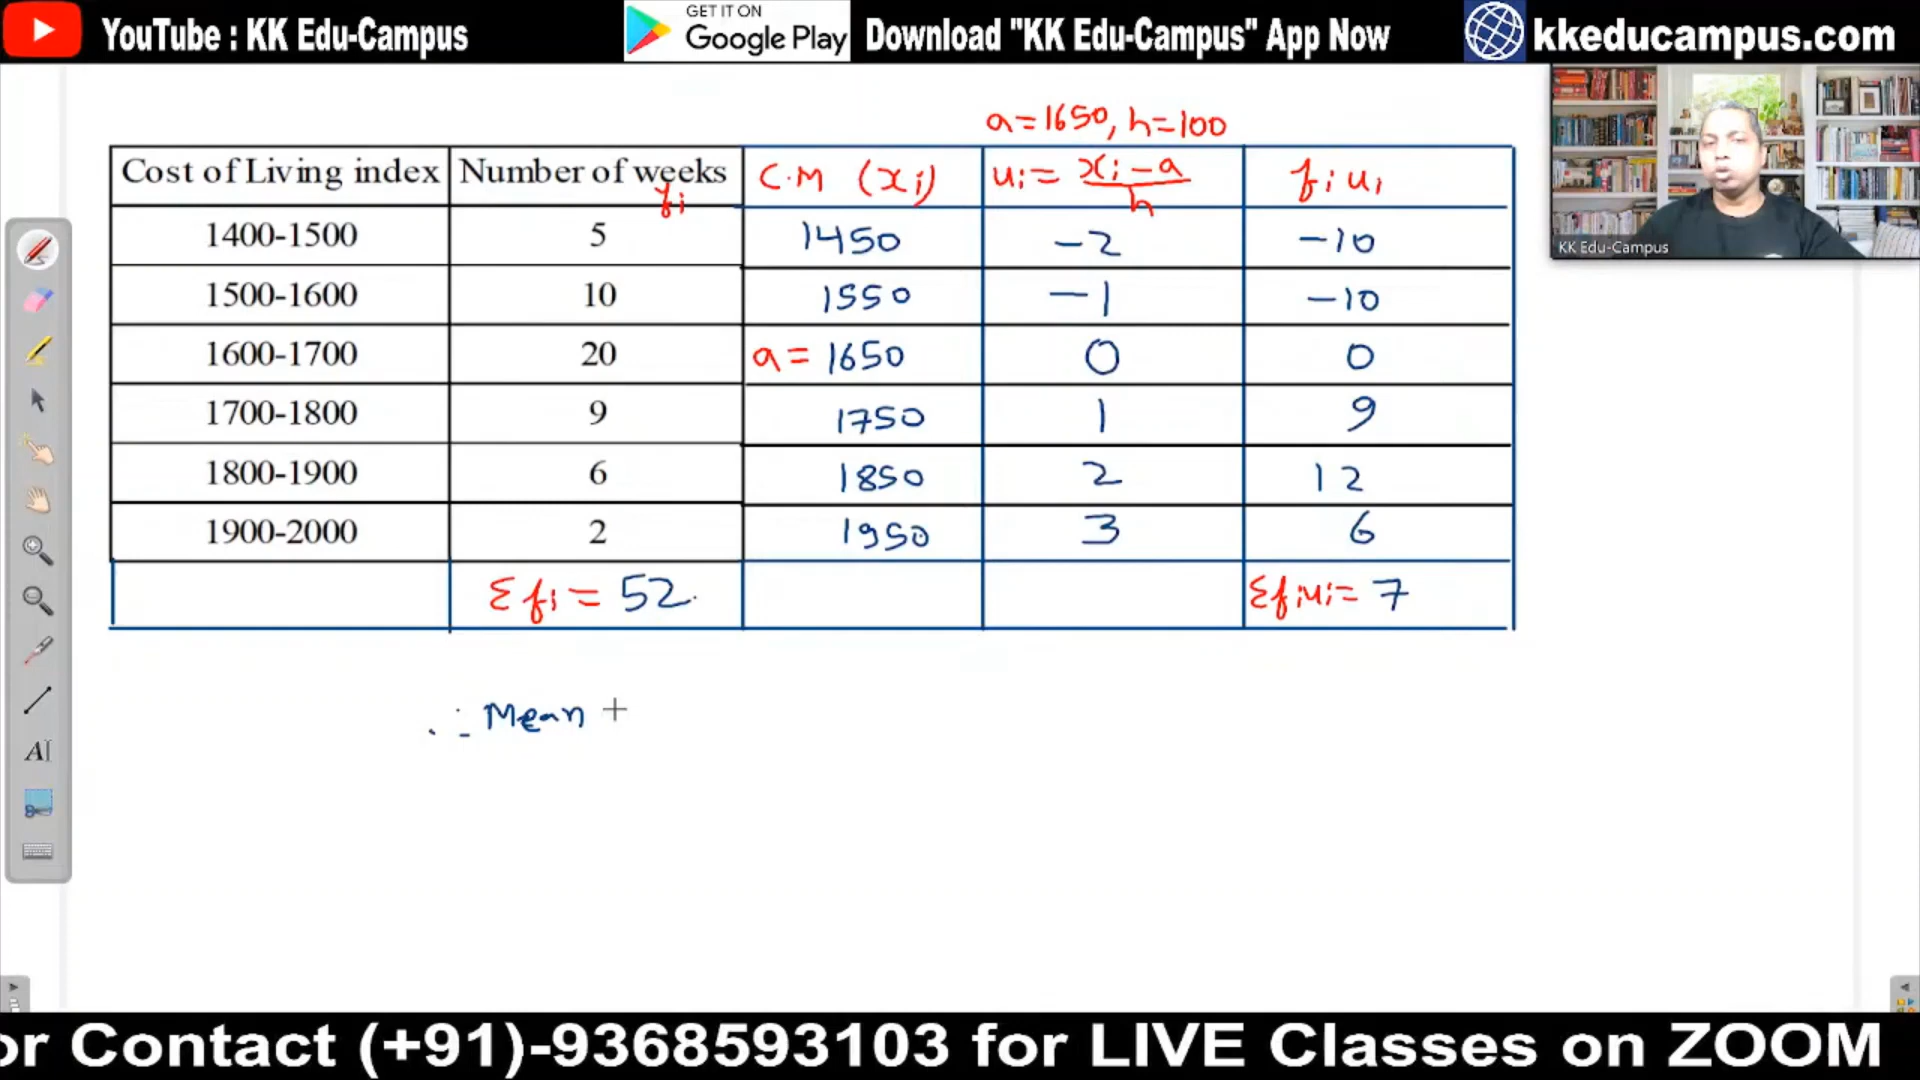 YouTube : KK Edu-Campus
GET IT ON
Google Play
Download "KK Edu-Campus" App Now
kkeducampus.com
KK Edu-Campus
a=1650, h=100
Cost of Living index Number of weeks fi C.M (xi) ui = xi-a/h fi ui
1400-1500 5 1450 -2 -10
1500-1600 10 1550 -1 -10
1600-1700 20 a = 1650 0 0
1700-1800 9 1750 1 9
1800-1900 6 1850 2 12
1900-2000 2 1950 3 6
Σfi = 52 Σfiui = 7
∴ Mean
AI
or Contact (+91)-9368593103 for LIVE Classes on ZOOM